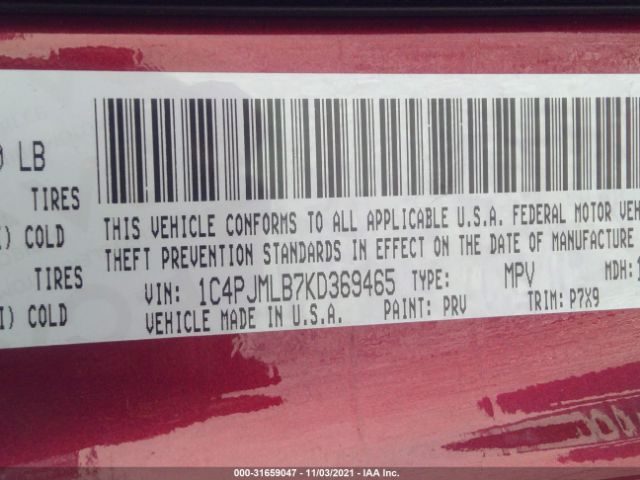 LB
TIRES
COLD
TIRES
COLD
THIS VEHICLE CONFORMS TO ALL APPLICABLE U.S.A. FEDERAL MOTOR VEH
THEFT PREVENTION STANDARDS IN EFFECT ON THE DATE OF MANUFACTURE
VIN: 1C4PJMLB7KD369465 TYPE: MPV MDH: 1
VEHICLE MADE IN U.S.A. PAINT: PRV TRIM: P7X9
000-31659047 - 11/03/2021 - IAA Inc.